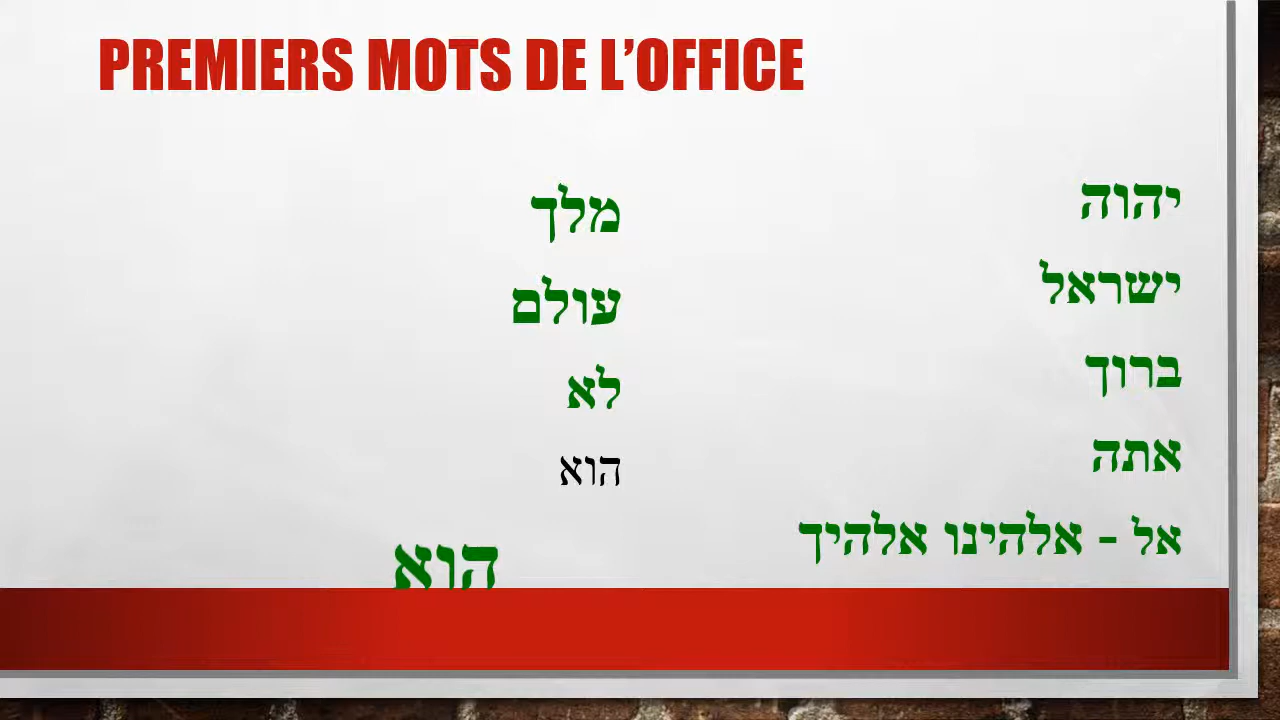 PREMIERS MOTS DE L’OFFICE
יהוה
ישראל
ברוך
אתה
אל - אלהינו אלהיך
מלך
עולם
לא
הוא
הוא